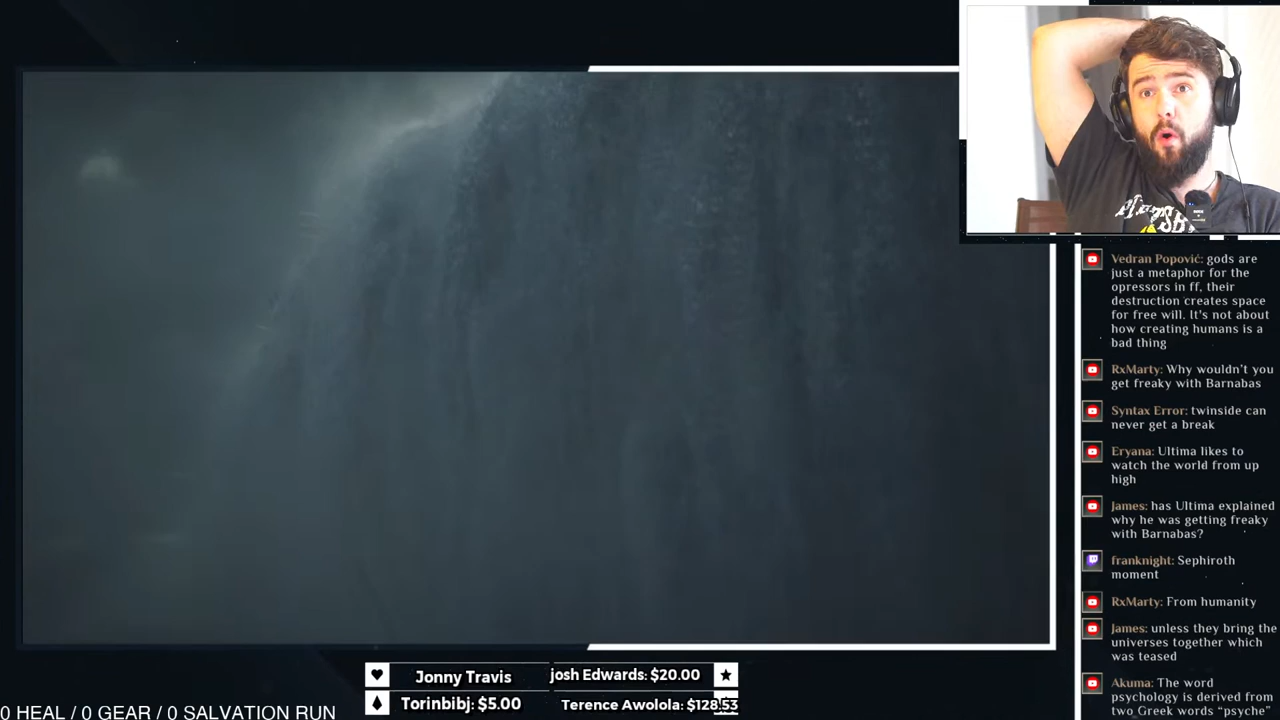 Vedran Popović: gods are
just a metaphor for the
opressors in ff, their
destruction creates space
for free will. It's not about
how creating humans is a
bad thing
RxMarty: Why wouldn't you
get freaky with Barnabas
Syntax Error: twinside can
never get a break
Eryana: Ultima likes to
watch the world from up
high
James: has Ultima explained
why he was getting freaky
with Barnabas?
franknight: Sephiroth
moment
RxMarty: From humanity
James: unless they bring the
universes together which
was teased
Akuma: The word
psychology is derived from
two Greek words “psyche”
Jonny Travis
josh Edwards: $20.00
Torinbibj: $5.00
Terence Awolola: $128.53
0 HEAL / 0 GEAR / 0 SALVATION RUN